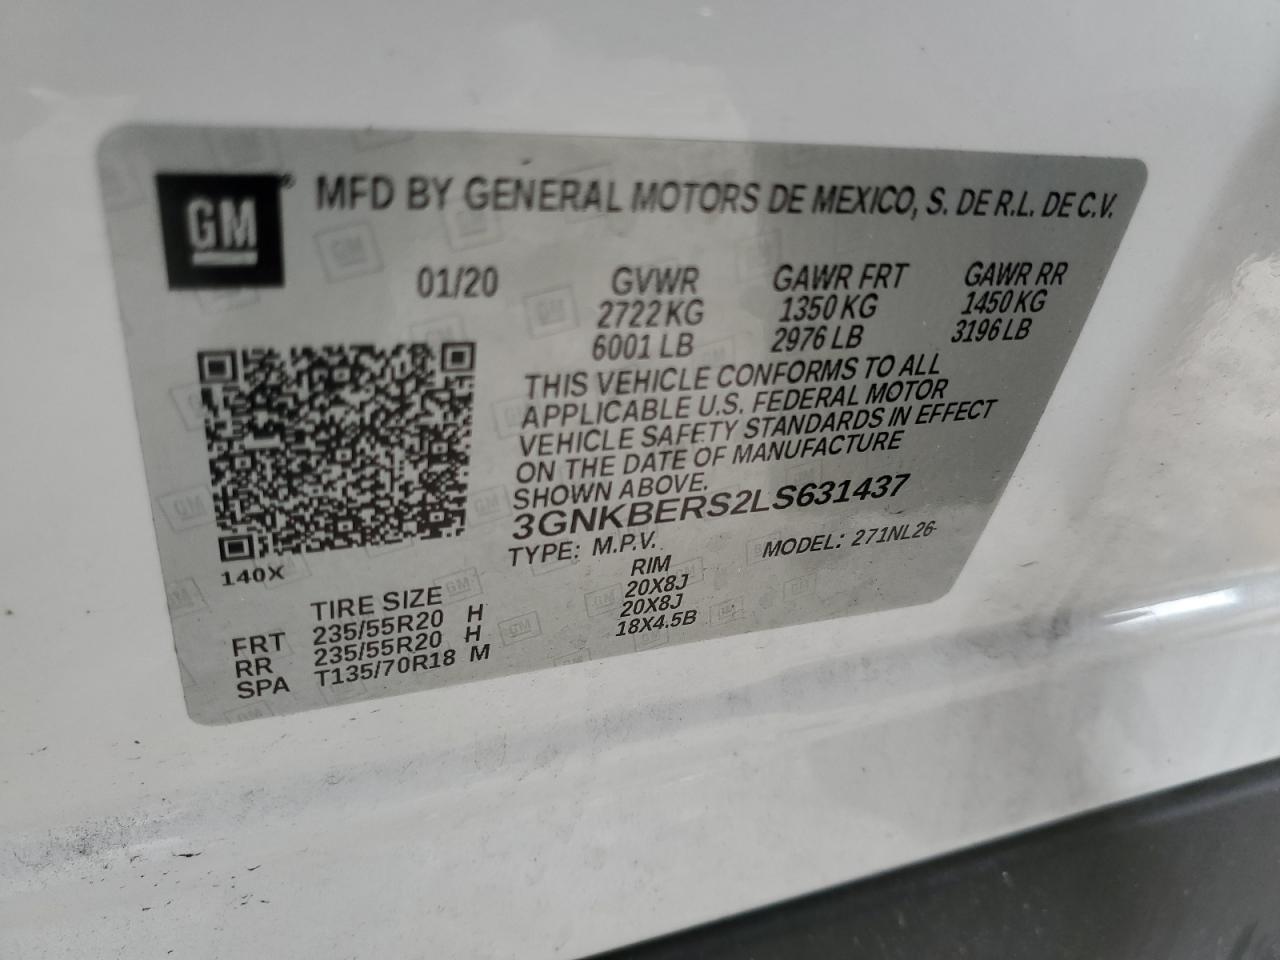 GM® MFD BY GENERAL MOTORS DE MEXICO, S. DE R.L. DE C.V.
01/20 GVWR GAWR FRT GAWR RR
2722 KG 1350 KG 1450 KG
6001 LB 2976 LB 3196 LB
THIS VEHICLE CONFORMS TO ALL
APPLICABLE U.S. FEDERAL MOTOR
VEHICLE SAFETY STANDARDS IN EFFECT
ON THE DATE OF MANUFACTURE
SHOWN ABOVE.
3GNKBERS2LS631437
TYPE: M.P.V. MODEL: 271NL26-
140X
TIRE SIZE RIM
FRT 235/55R20 H 20X8J
RR 235/55R20 H 20X8J
SPA T135/70R18 M 18X4.5B